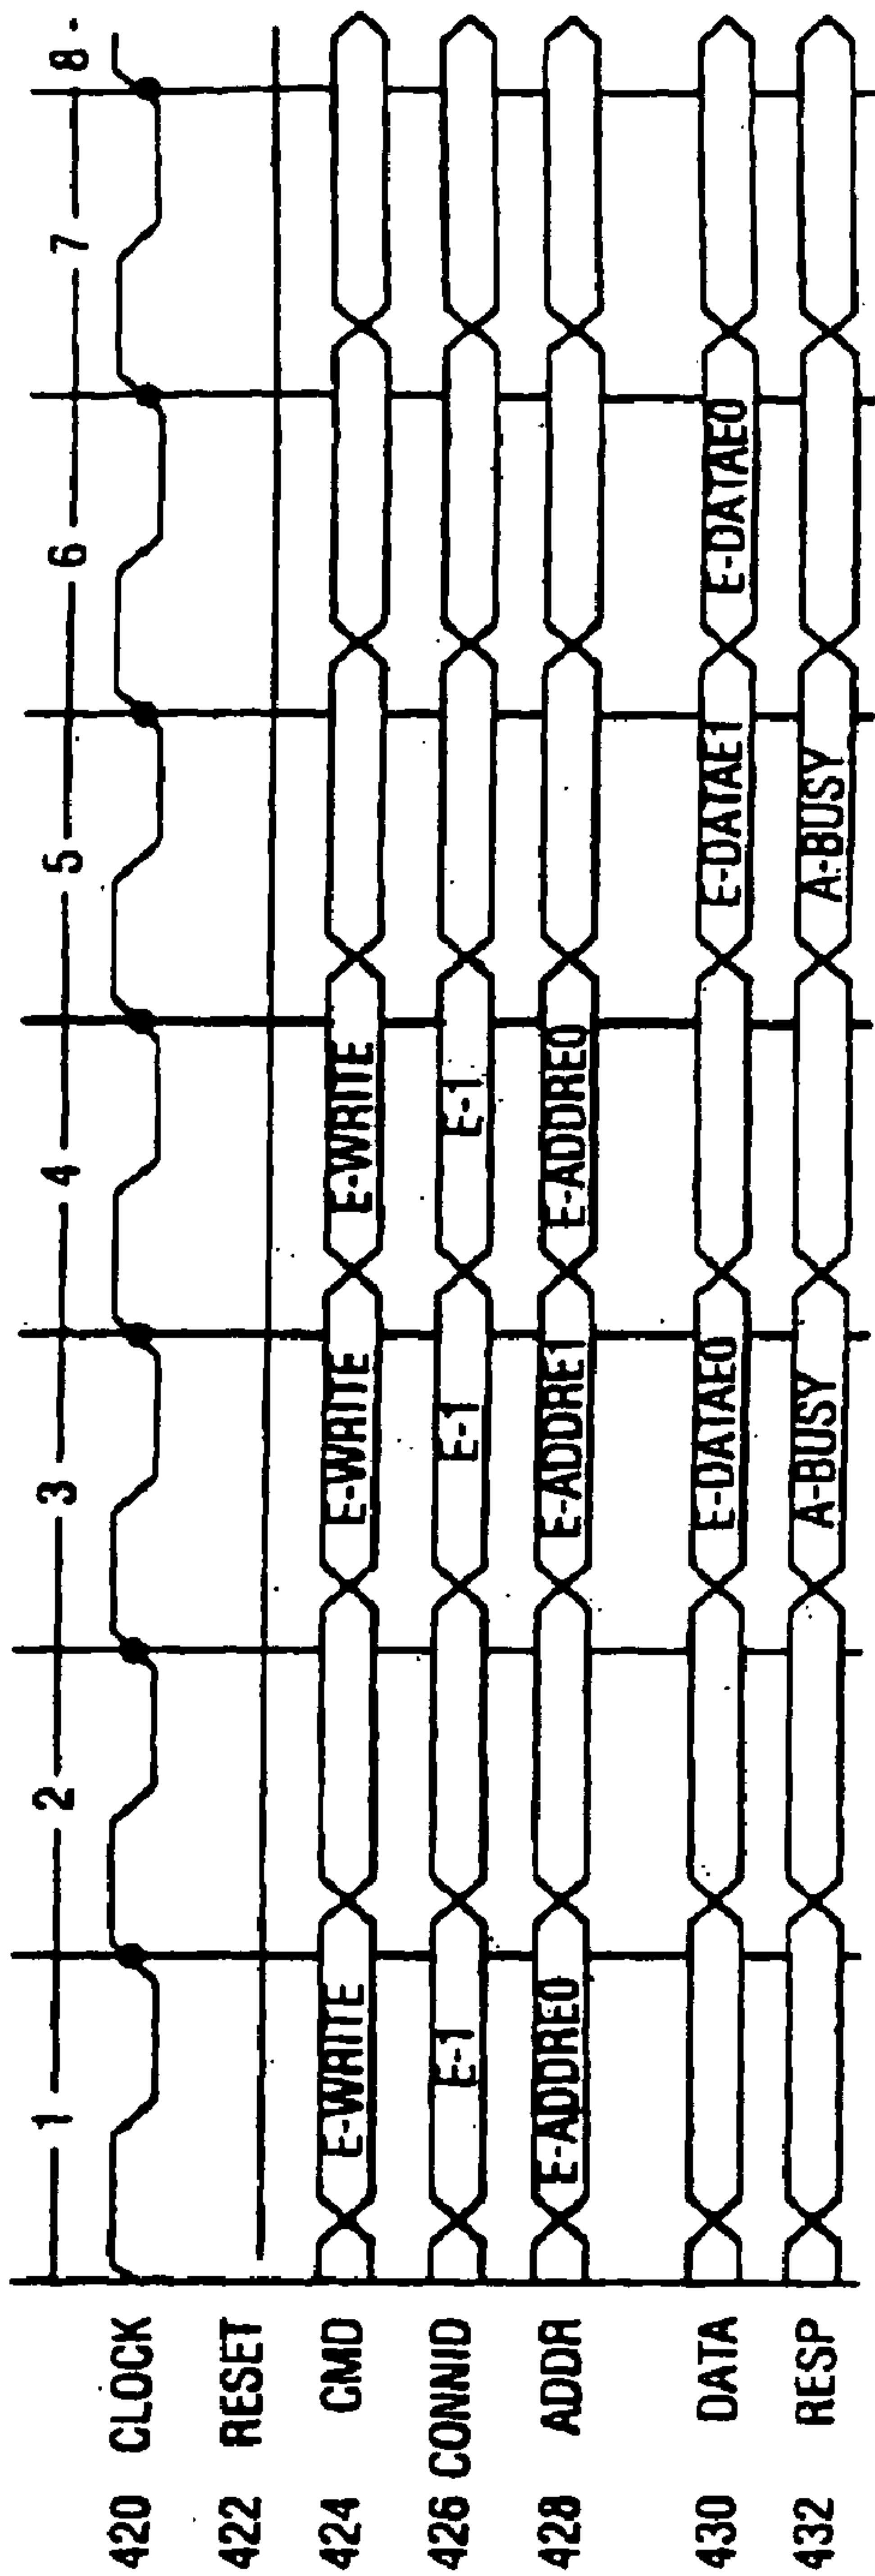 1 2 3 4 5 6 7 8
420 CLOCK
422 RESET
424 CMD E-WRITE E-WRITE E-WRITE
426 CONNID E-1 E-1 E-1
428 ADDR E-ADDRE0 E-ADDRE1 E-ADDRE0
430 DATA E-DATAE0 E-DATAE1 E-DATAE0
432 RESP A-BUSY A-BUSY